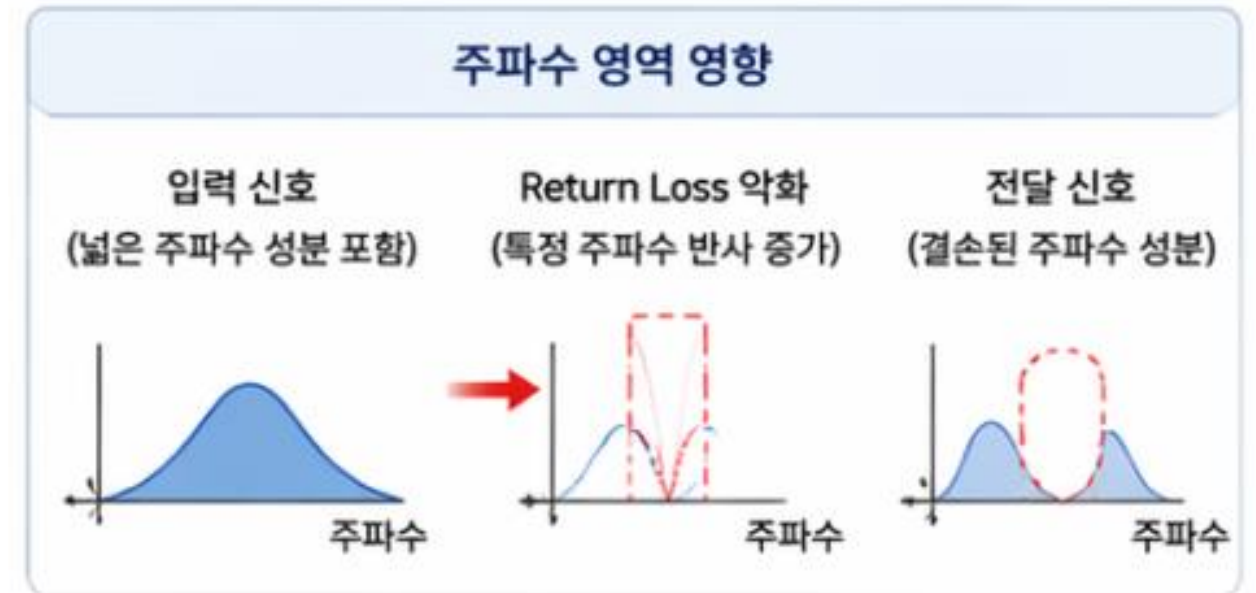 주파수 영역 영향
입력 신호
(넓은 주파수 성분 포함)
Return Loss 악화
(특정 주파수 반사 증가)
전달 신호
(결손된 주파수 성분)
주파수
주파수
주파수